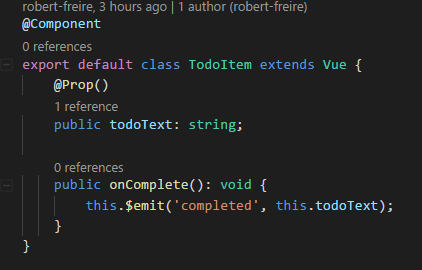 robert-freire, 3 hours ago | 1 author (robert-freire)
@Component
0 references
export default class TodoItem extends Vue {
@Prop()
1 reference
public todoText: string;
0 references
public onComplete(): void {
this.$emit('completed', this.todoText);
}
}